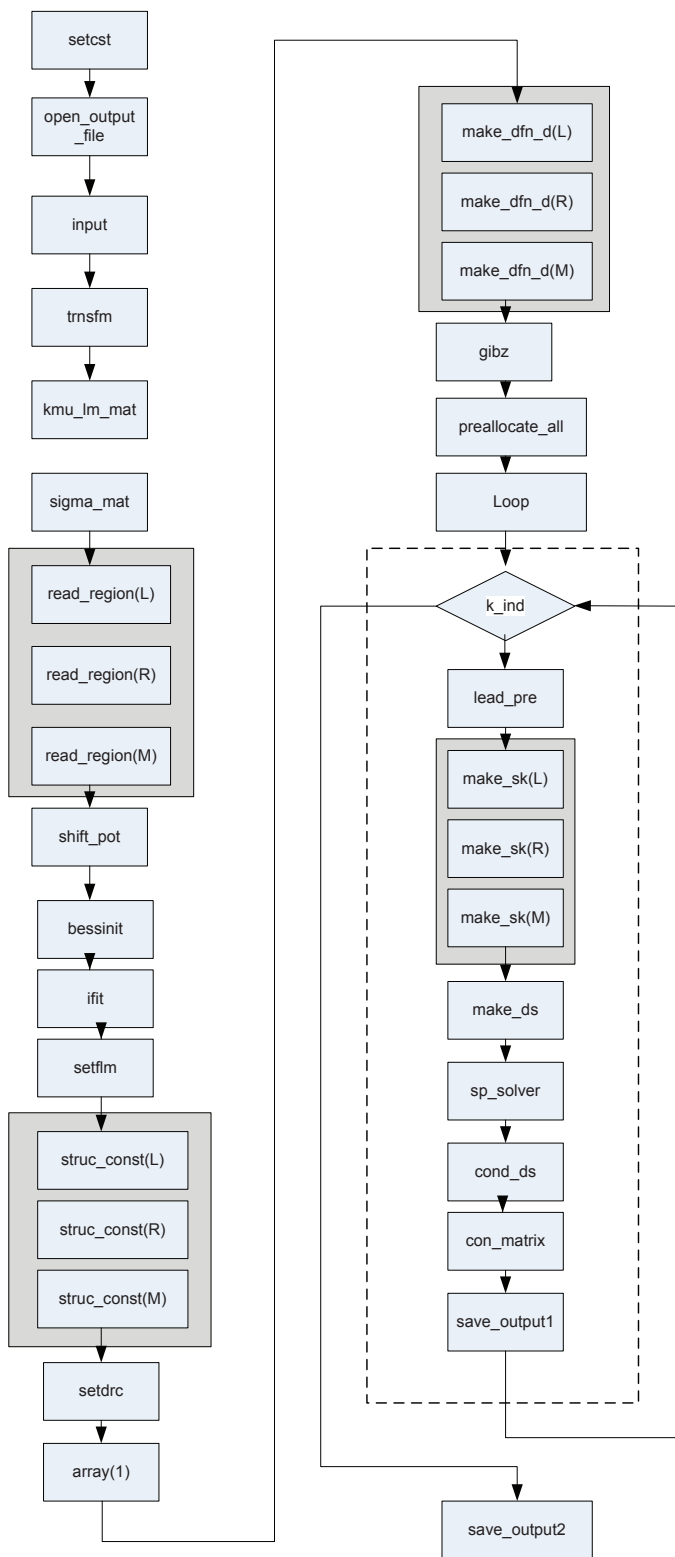 setcst
open_output
_file
input
trnsfm
kmu_lm_mat
sigma_mat
read_region(L)
read_region(R)
read_region(M)
shift_pot
bessinit
ifit
setflm
struc_const(L)
struc_const(R)
struc_const(M)
setdrc
array(1)
make_dfn_d(L)
make_dfn_d(R)
make_dfn_d(M)
gibz
preallocate_all
Loop
k_ind
lead_pre
make_sk(L)
make_sk(R)
make_sk(M)
make_ds
sp_solver
cond_ds
con_matrix
save_output1
save_output2